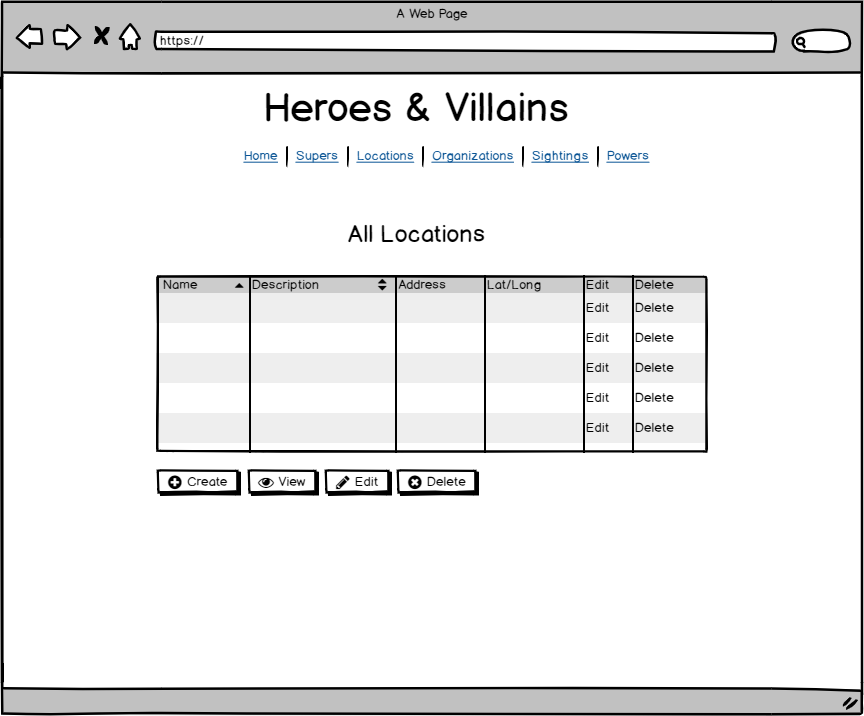 A Web Page
https://
Heroes & Villains
Home Supers Locations Organizations Sightings Powers
All Locations
Name Description Address Lat/Long Edit Delete
Edit Delete
Edit Delete
Edit Delete
Edit Delete
Edit Delete
Create View Edit Delete